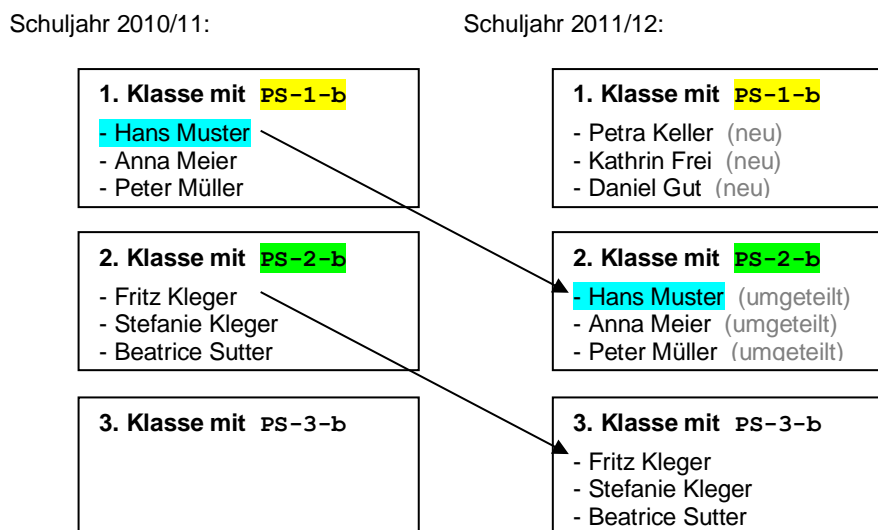 Schuljahr 2010/11:
1. Klasse mit PS-1-b
- Hans Muster
- Anna Meier
- Peter Müller
2. Klasse mit PS-2-b
- Fritz Kleger
- Stefanie Kleger
- Beatrice Sutter
3. Klasse mit PS-3-b
Schuljahr 2011/12:
1. Klasse mit PS-1-b
- Petra Keller (neu)
- Kathrin Frei (neu)
- Daniel Gut (neu)
2. Klasse mit PS-2-b
- Hans Muster (umgeteilt)
- Anna Meier (umgeteilt)
- Peter Müller (umgeteilt)
3. Klasse mit PS-3-b
- Fritz Kleger
- Stefanie Kleger
- Beatrice Sutter